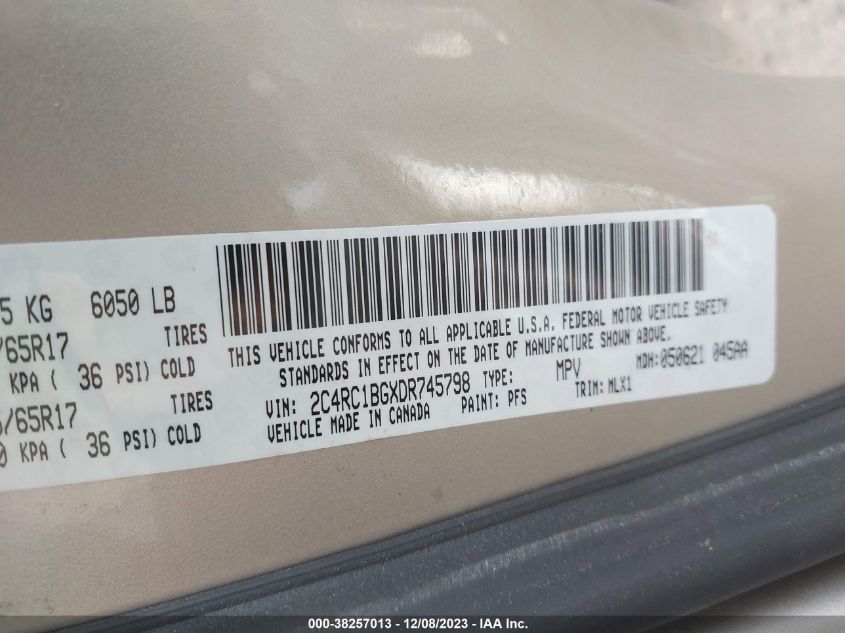 5 KG 6050 LB
/65R17 TIRES
KPA ( 36 PSI) COLD
/65R17 TIRES
0 KPA ( 36 PSI) COLD
THIS VEHICLE CONFORMS TO ALL APPLICABLE U.S.A. FEDERAL MOTOR VEHICLE SAFETY
STANDARDS IN EFFECT ON THE DATE OF MANUFACTURE SHOWN ABOVE.
VIN: 2C4RC1BGXDR745798 TYPE: MPV MDH: 050621 045AA
VEHICLE MADE IN CANADA PAINT: PFS TRIM: MLX1
000-38257013 - 12/08/2023 - IAA Inc.